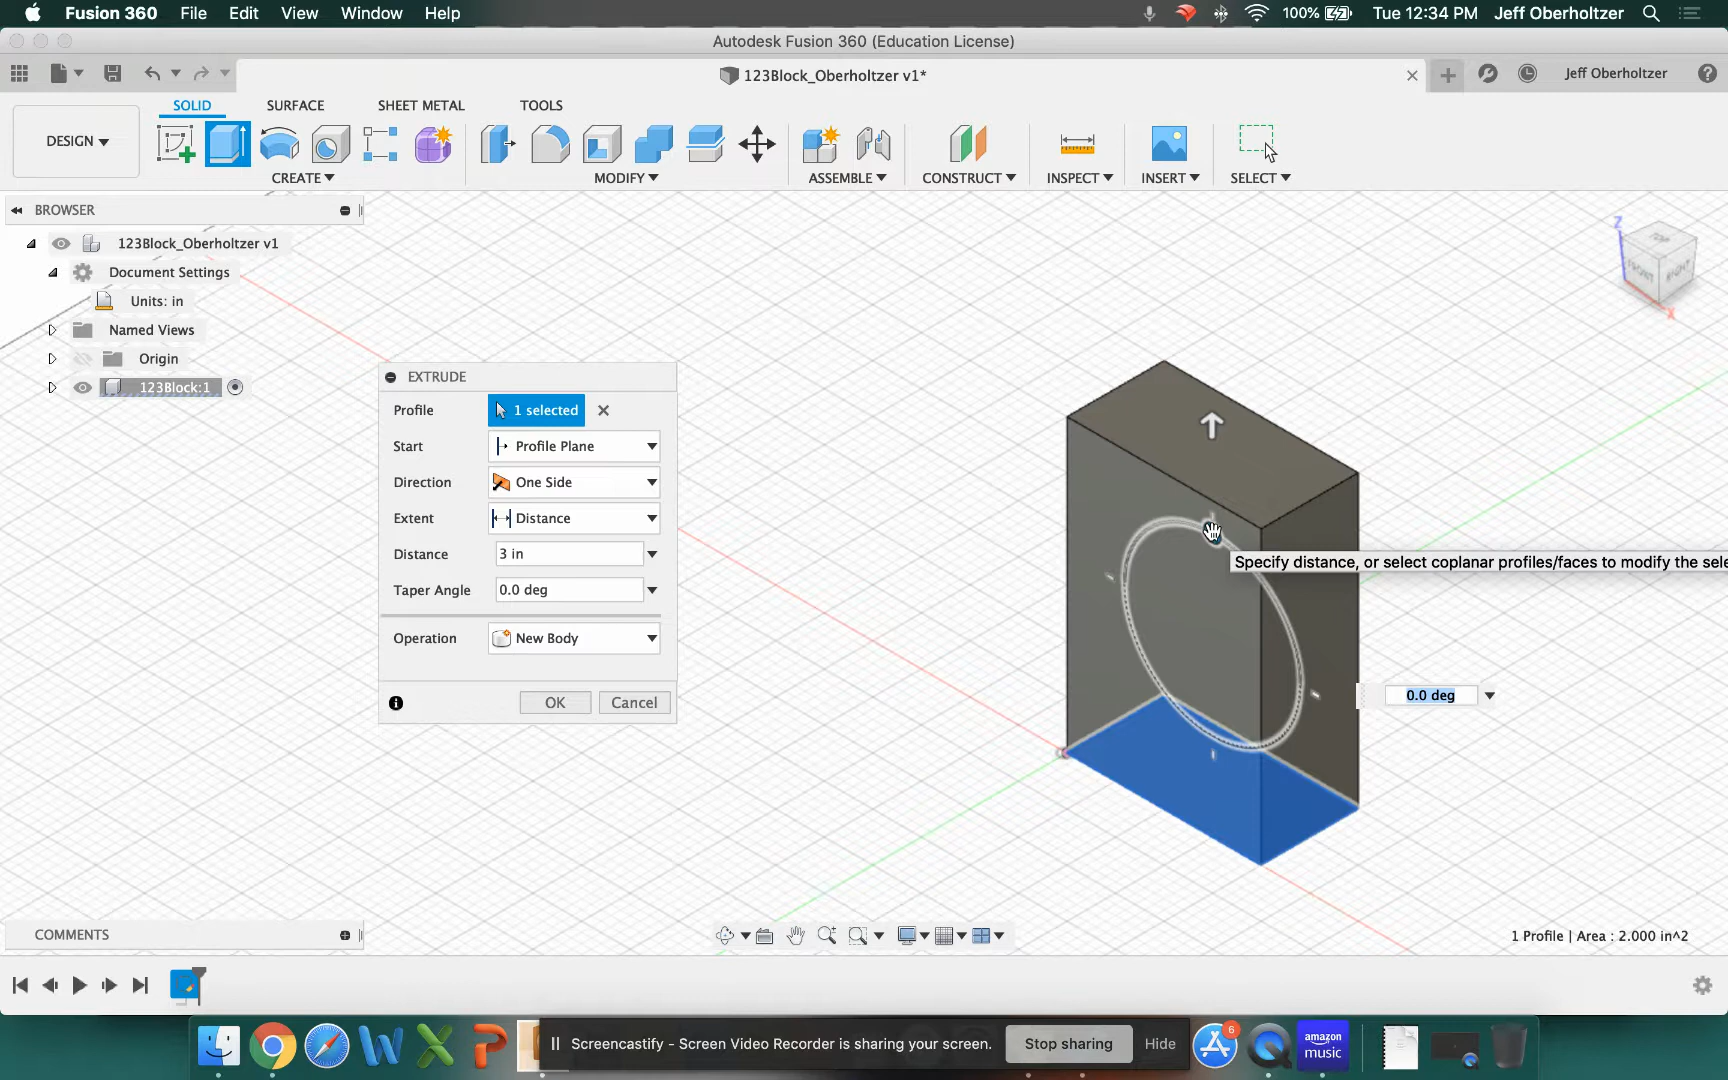 Fusion 360 File Edit View Window Help 100% Tue 12:34 PM Jeff Oberholtzer
Autodesk Fusion 360 (Education License)
123Block_Oberholtzer v1* Jeff Oberholtzer
SOLID SURFACE SHEET METAL TOOLS
DESIGN
CREATE MODIFY ASSEMBLE CONSTRUCT INSPECT INSERT SELECT
BROWSER
123Block_Oberholtzer v1
Document Settings
Units: in
Named Views
Origin
123Block:1
Z
TOP
FRONT RIGHT
X
EXTRUDE
Profile 1 selected
Start Profile Plane
Direction One Side
Extent Distance
Distance 3 in
Taper Angle 0.0 deg
Operation New Body
OK Cancel
Specify distance, or select coplanar profiles/faces to modify the sele
0.0 deg
COMMENTS
1 Profile | Area : 2.000 in^2
Screencastify - Screen Video Recorder is sharing your screen. Stop sharing Hide
6
amazon
music